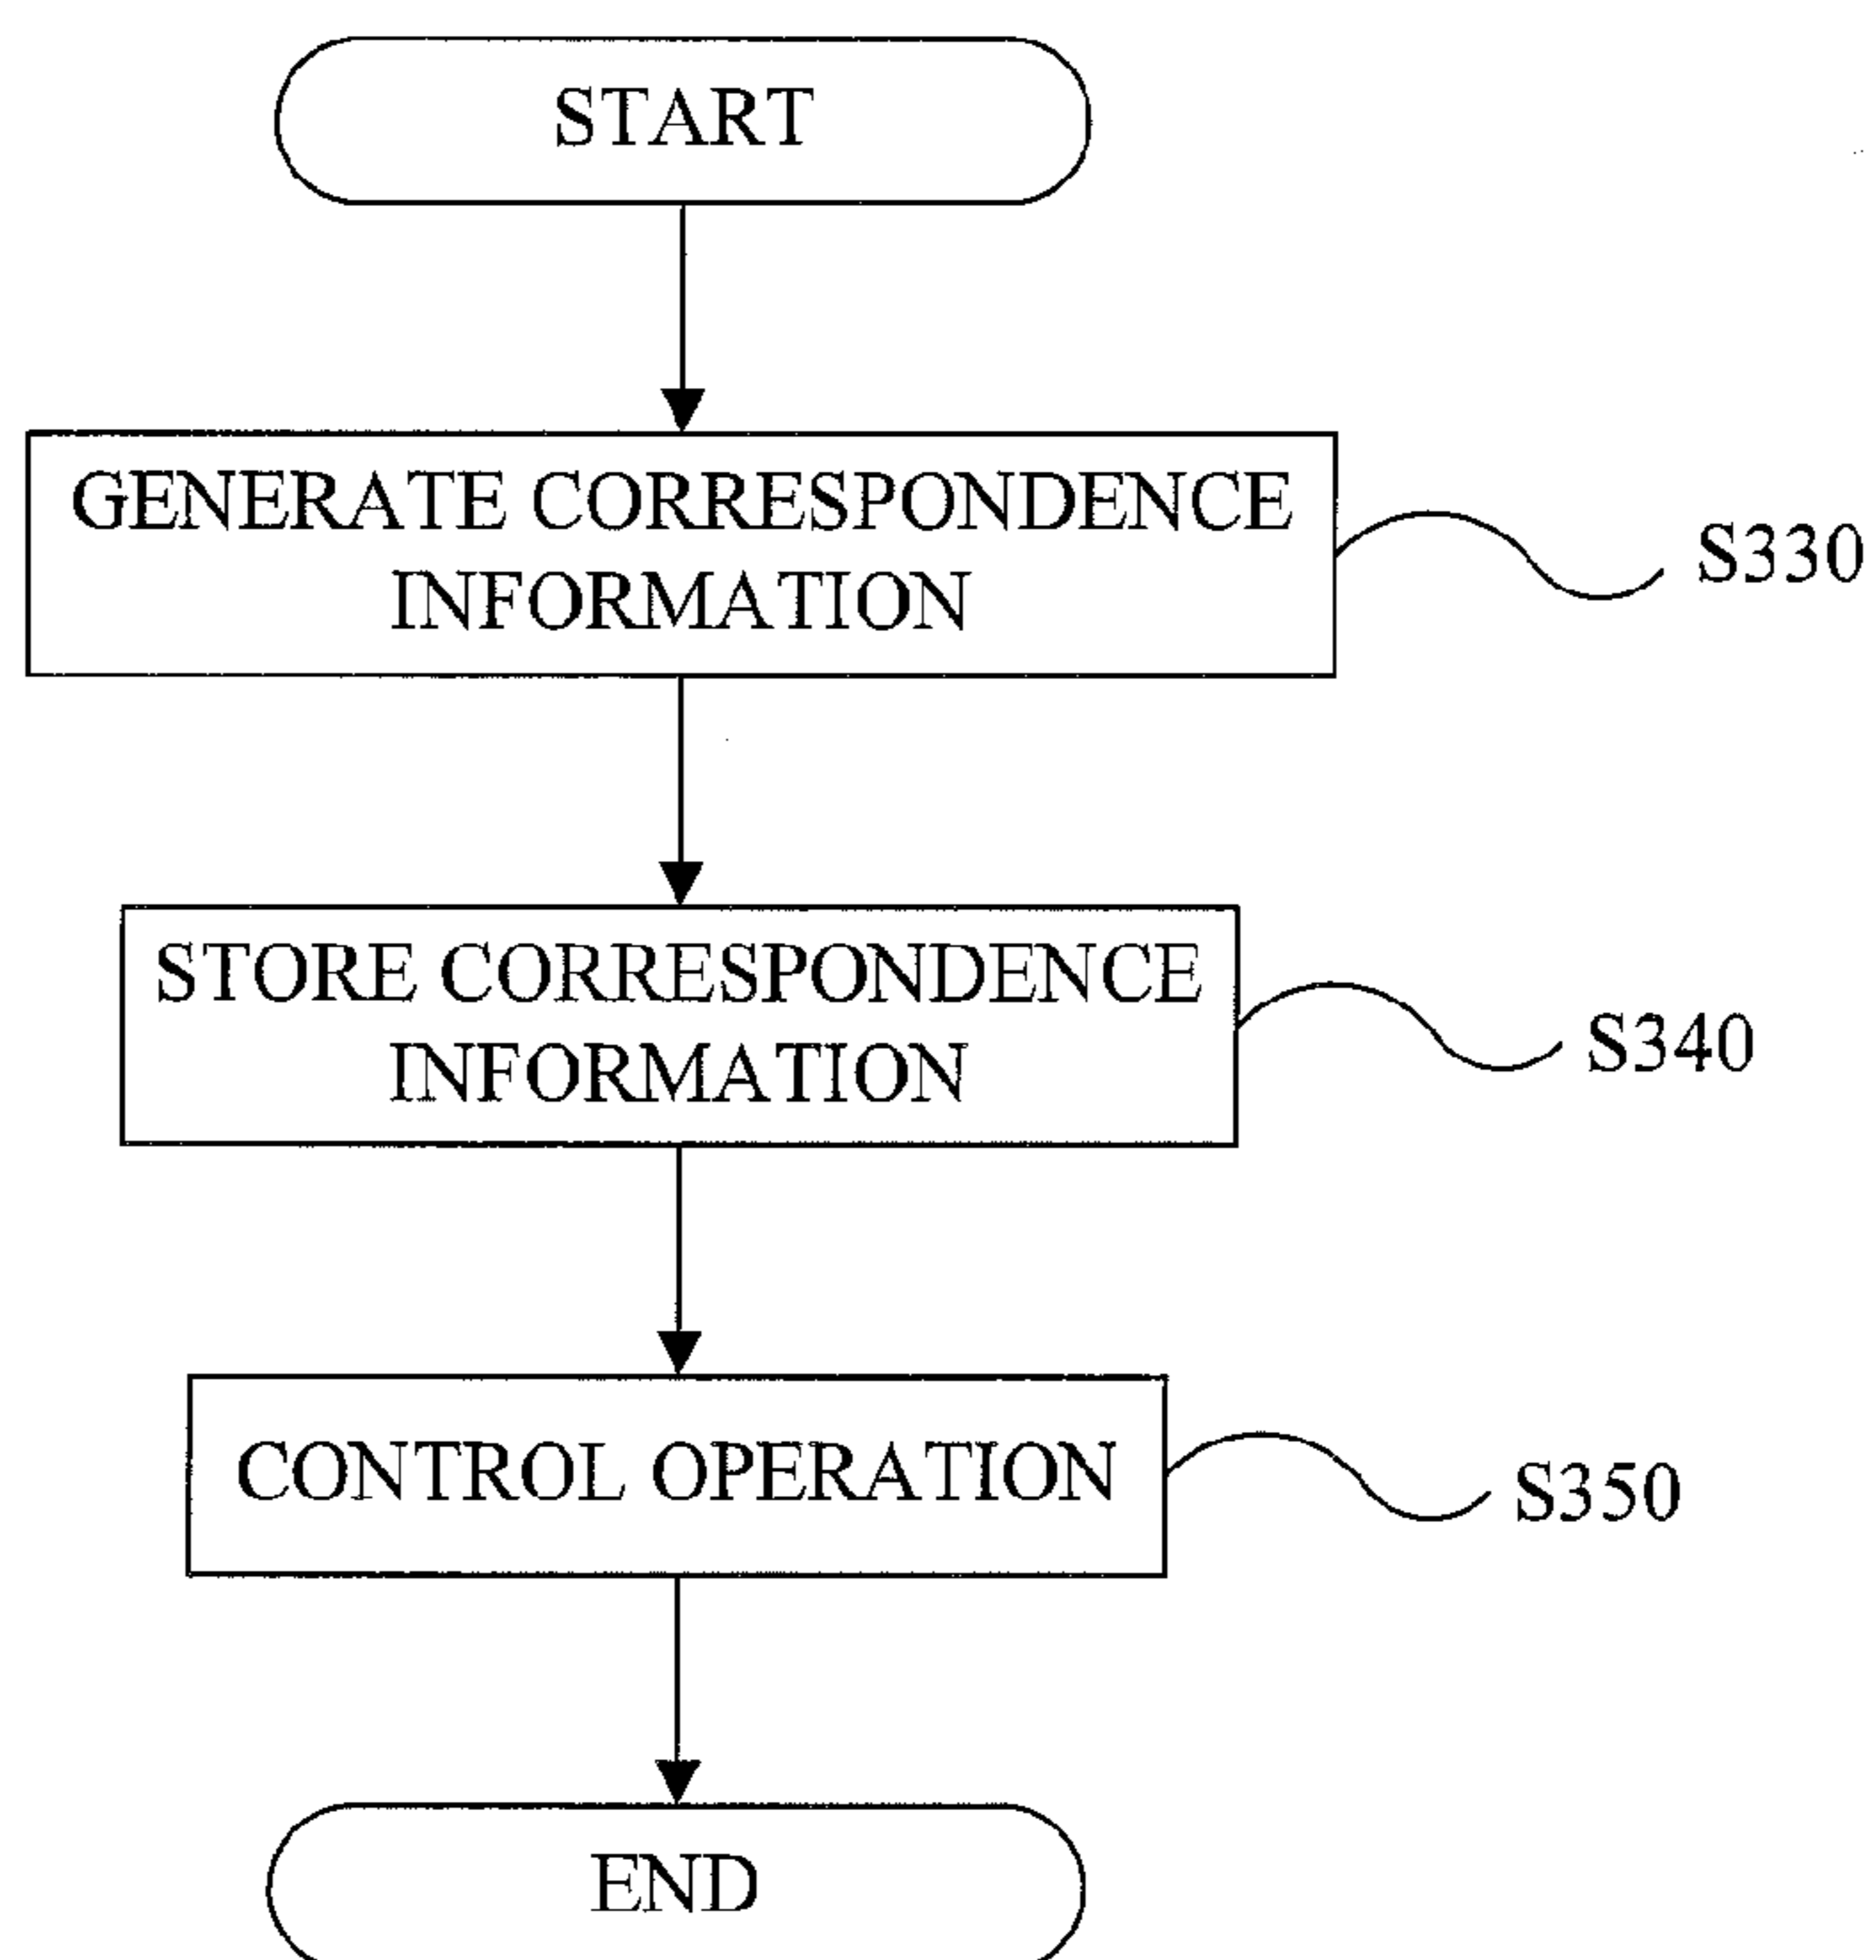 START
GENERATE CORRESPONDENCE
INFORMATION
S330
STORE CORRESPONDENCE
INFORMATION
S340
CONTROL OPERATION
S350
END